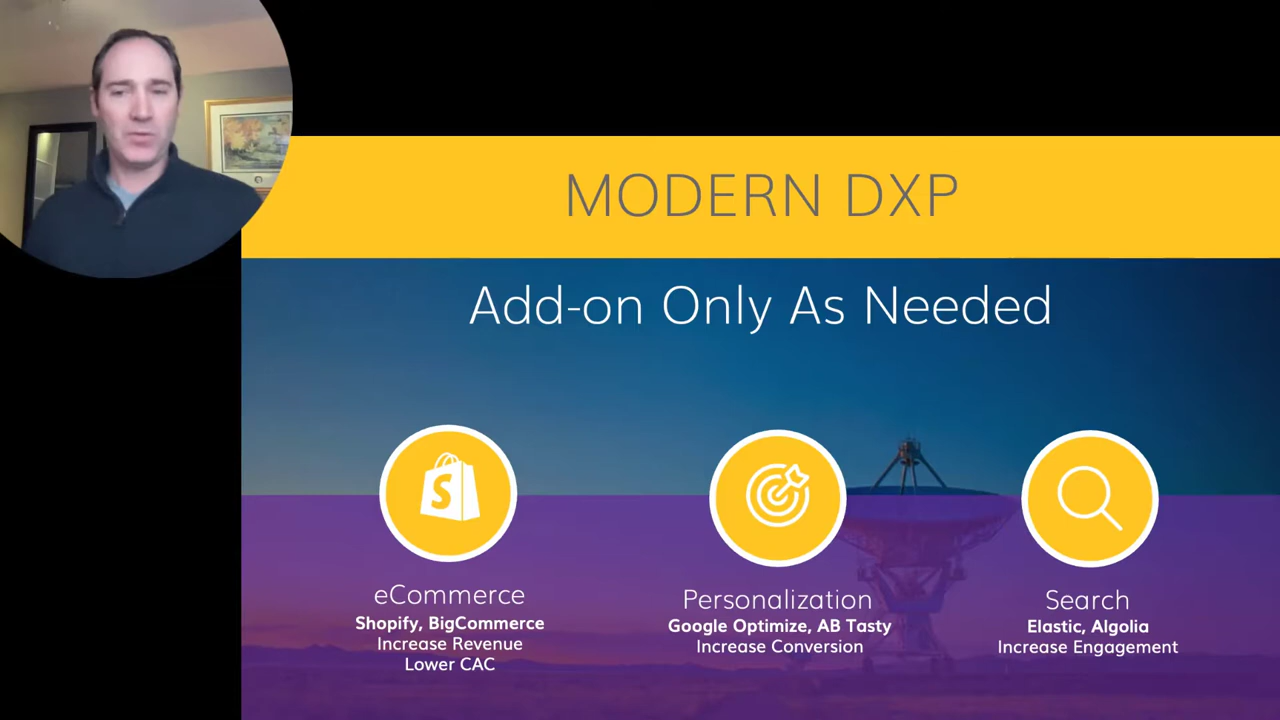 MODERN DXP
Add-on Only As Needed
S
eCommerce
Shopify, BigCommerce
Increase Revenue
Lower CAC
Personalization
Google Optimize, AB Tasty
Increase Conversion
Search
Elastic, Algolia
Increase Engagement